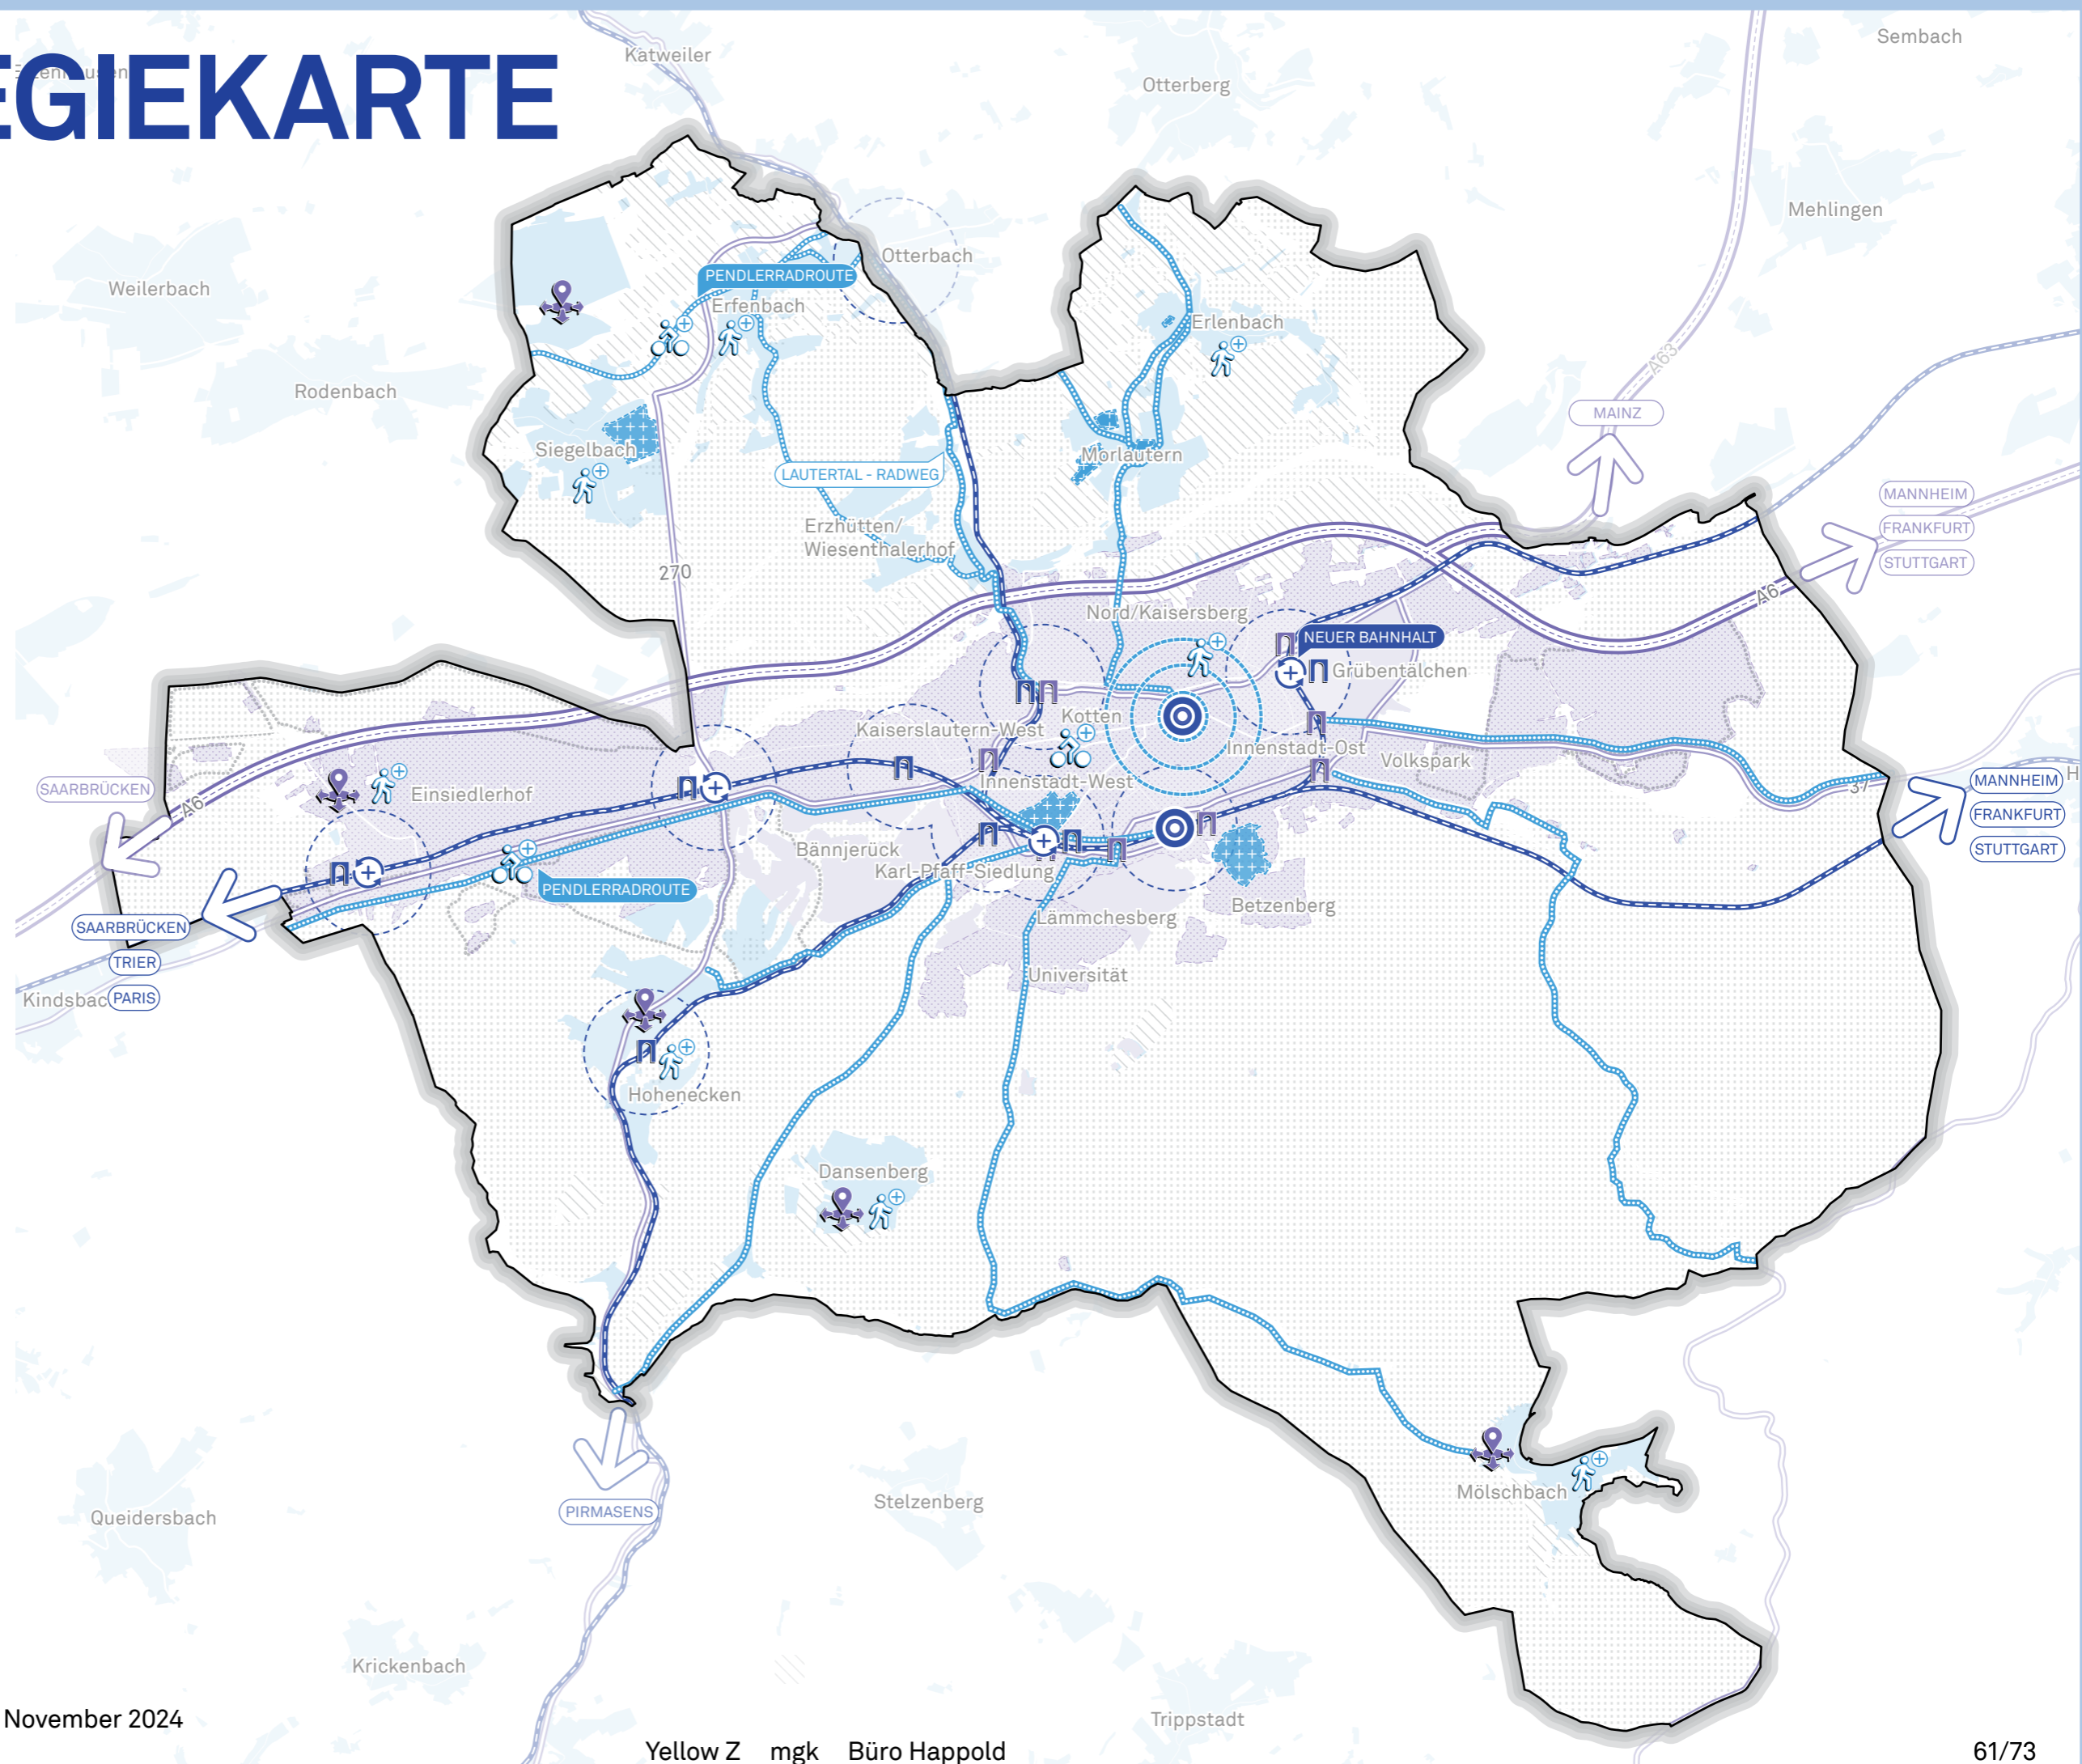 EGIEKARTE
Katweiler
Sembach
Otterberg
Mehlingen
Otterbach
Weilerbach
PENDLERRADROUTE
Erfenbach
Erlenbach
A63
Rodenbach
MAINZ
Siegelbach
Morlautern
LAUTERTAL - RADWEG
MANNHEIM
FRANKFURT
STUTTGART
Erzhütten/
Wiesenthalerhof
270
A6
Nord/Kaisersberg
NEUER BAHNHALT
Grübentälchen
Kotten
Kaiserslautern-West
Innenstadt-Ost
Volkspark
Innenstadt-West
SAARBRÜCKEN
A6
Einsiedlerhof
37
H
MANNHEIM
FRANKFURT
STUTTGART
Bännjerück
Karl-Pfaff-Siedlung
PENDLERRADROUTE
Lämmchesberg
Betzenberg
SAARBRÜCKEN
TRIER
PARIS
Kindsbac
Universität
Hohenecken
Dansenberg
Mölschbach
Stelzenberg
PIRMASENS
Queidersbach
Krickenbach
Trippstadt
November 2024
Yellow Z mgk Büro Happold
61/73